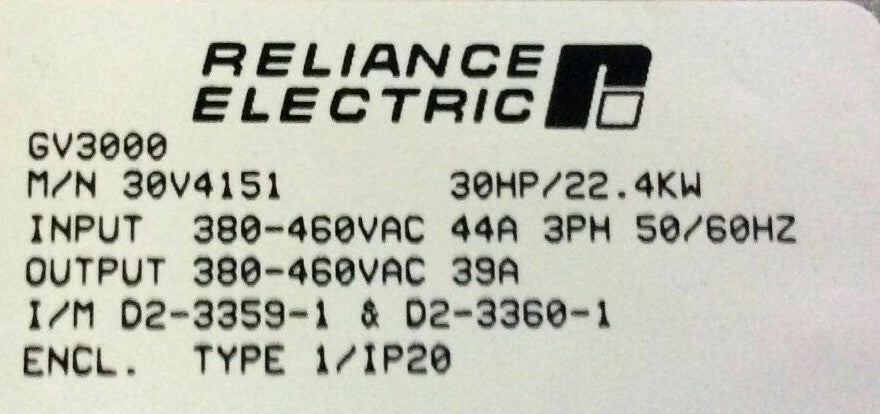 RELIANCE
ELECTRIC
GV3000
M/N 30V4151 30HP/22.4KW
INPUT 380-460VAC 44A 3PH 50/60HZ
OUTPUT 380-460VAC 39A
I/M D2-3359-1 & D2-3360-1
ENCL. TYPE 1/IP20